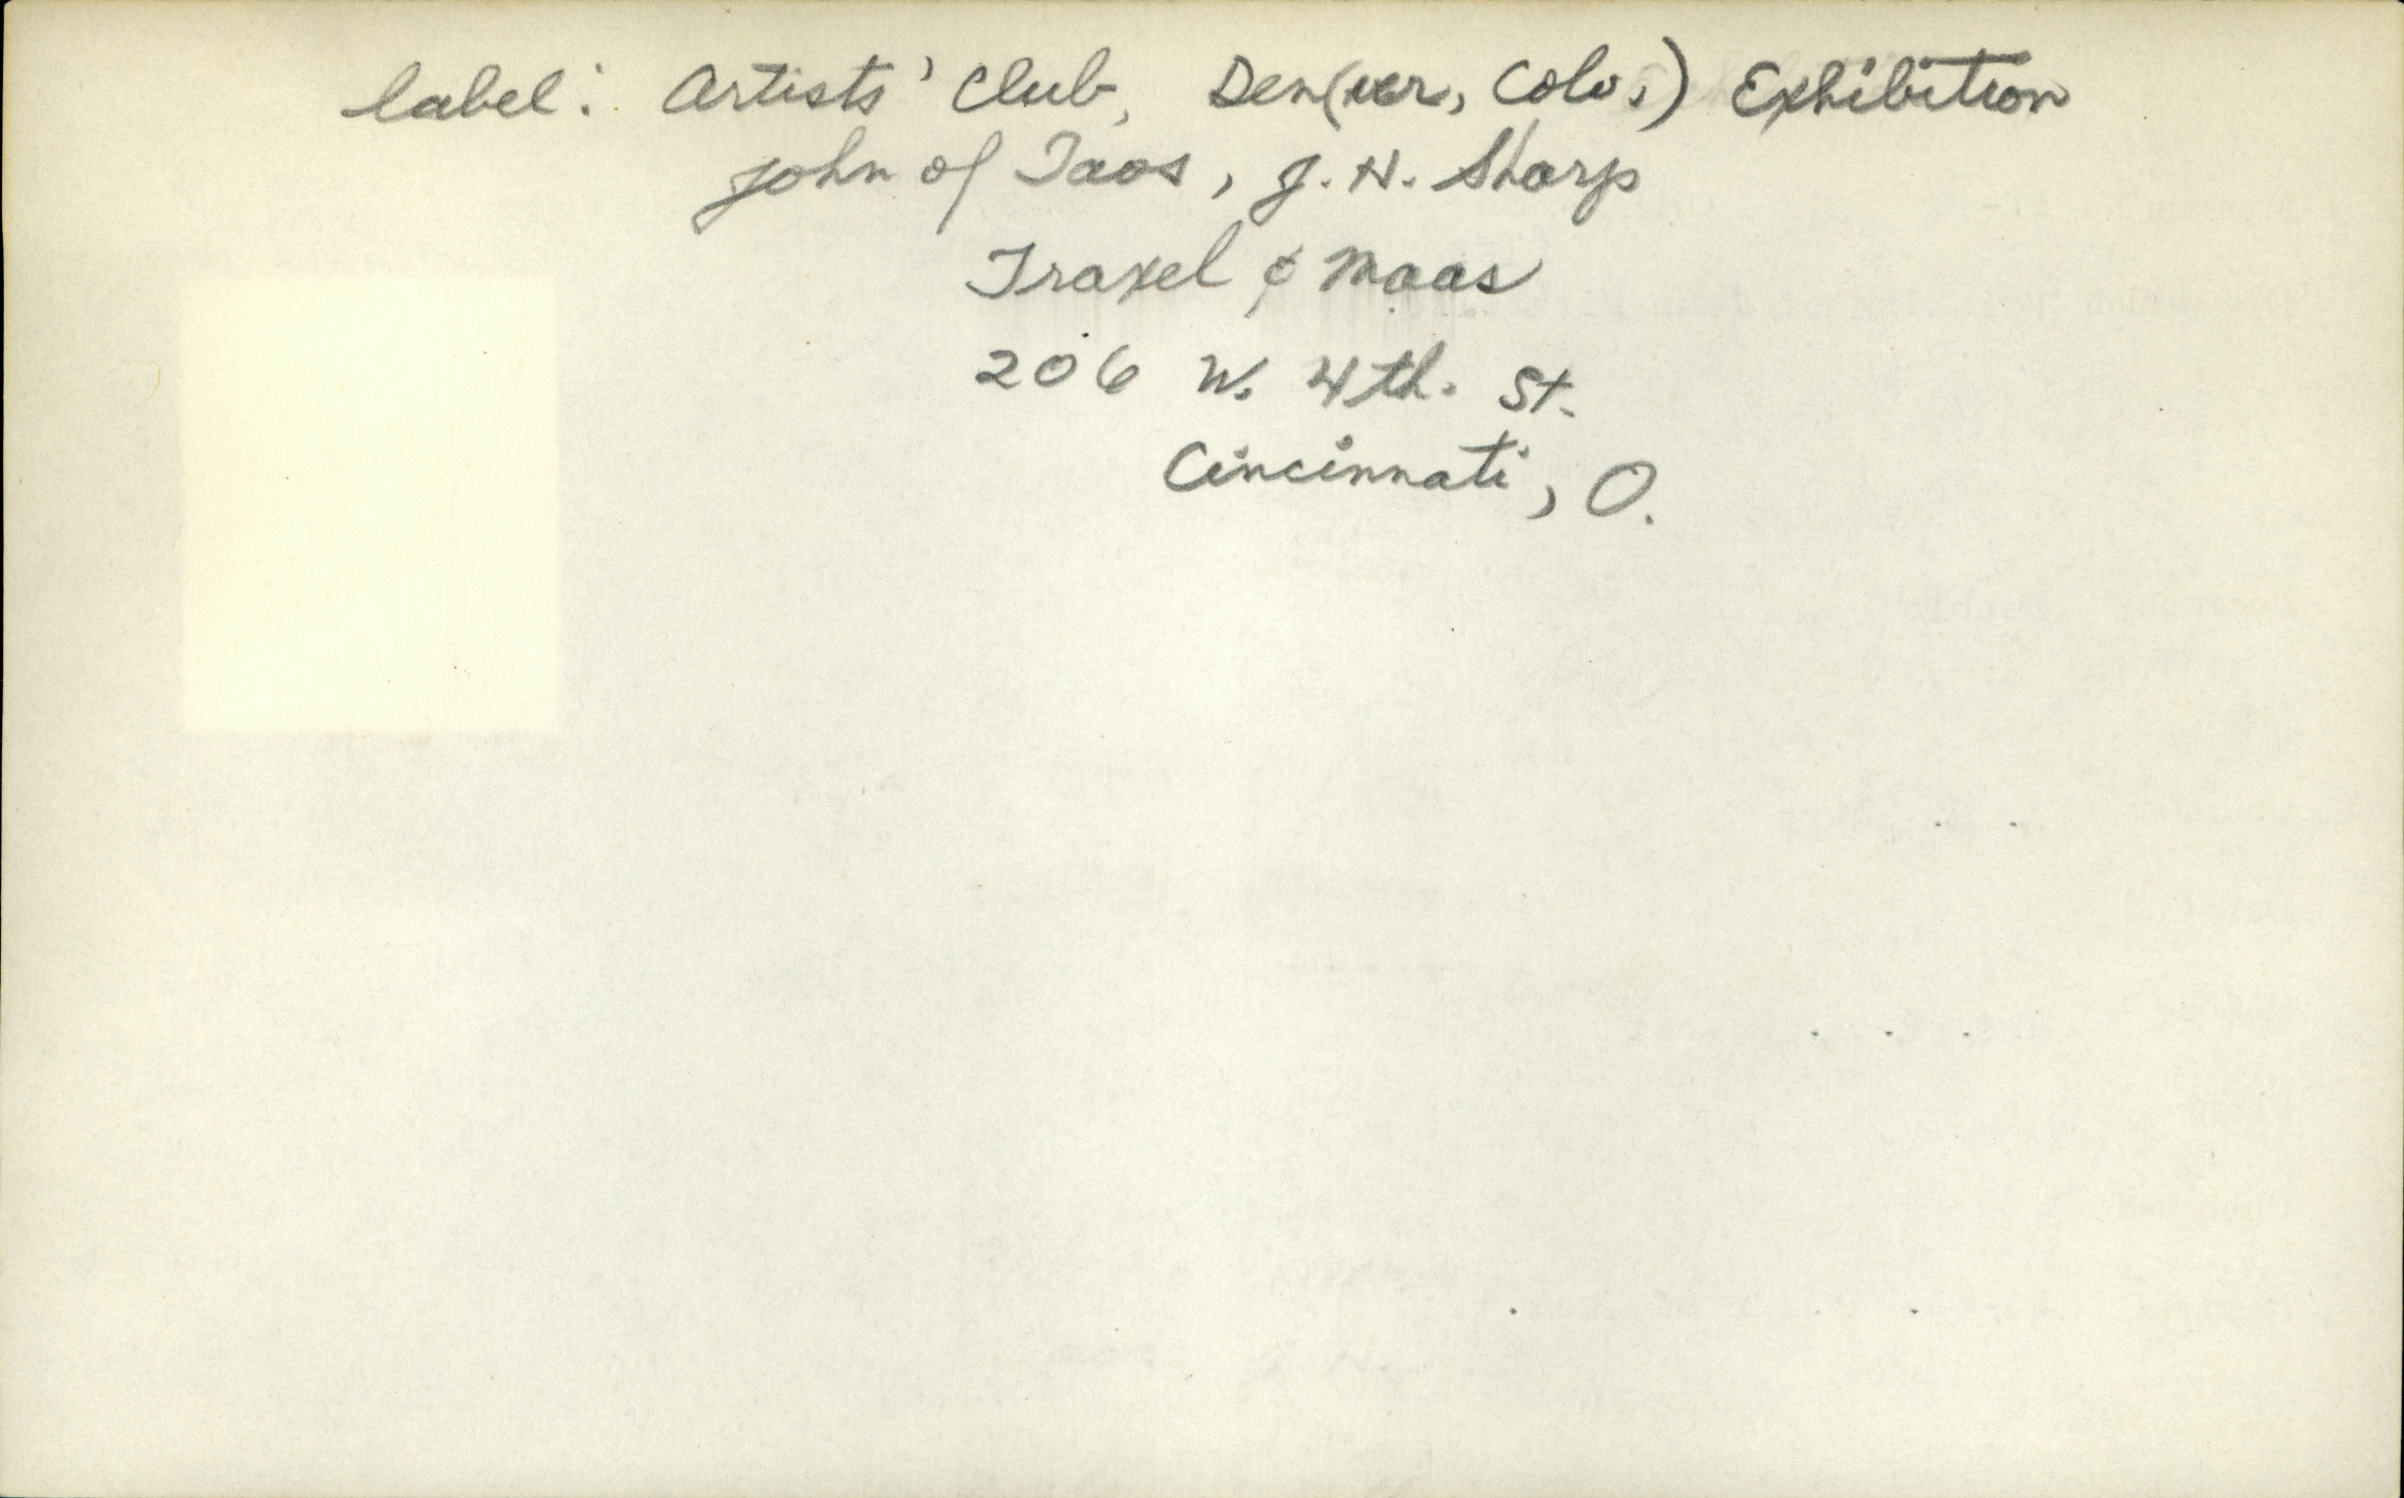 label: Artists' Club, Den(ver, Colo.) Exhibition
John of Taos, J. H. Sharp
Traxel & Maas
206 W. 4th. St.
Cincinnati, O.